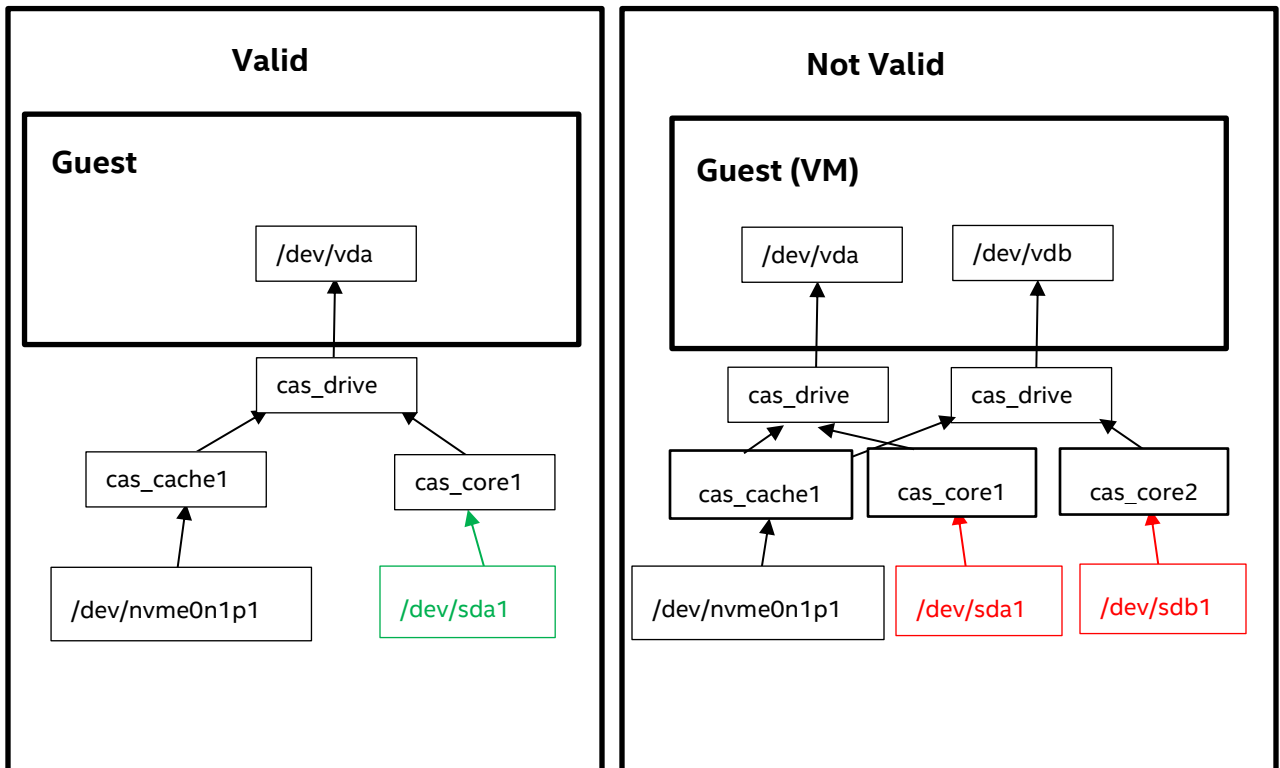 Valid
Guest
/dev/vda
cas_drive
cas_cache1
cas_core1
/dev/nvme0n1p1
/dev/sda1
Not Valid
Guest (VM)
/dev/vda
/dev/vdb
cas_drive
cas_drive
cas_cache1
cas_core1
cas_core2
/dev/nvme0n1p1
/dev/sda1
/dev/sdb1